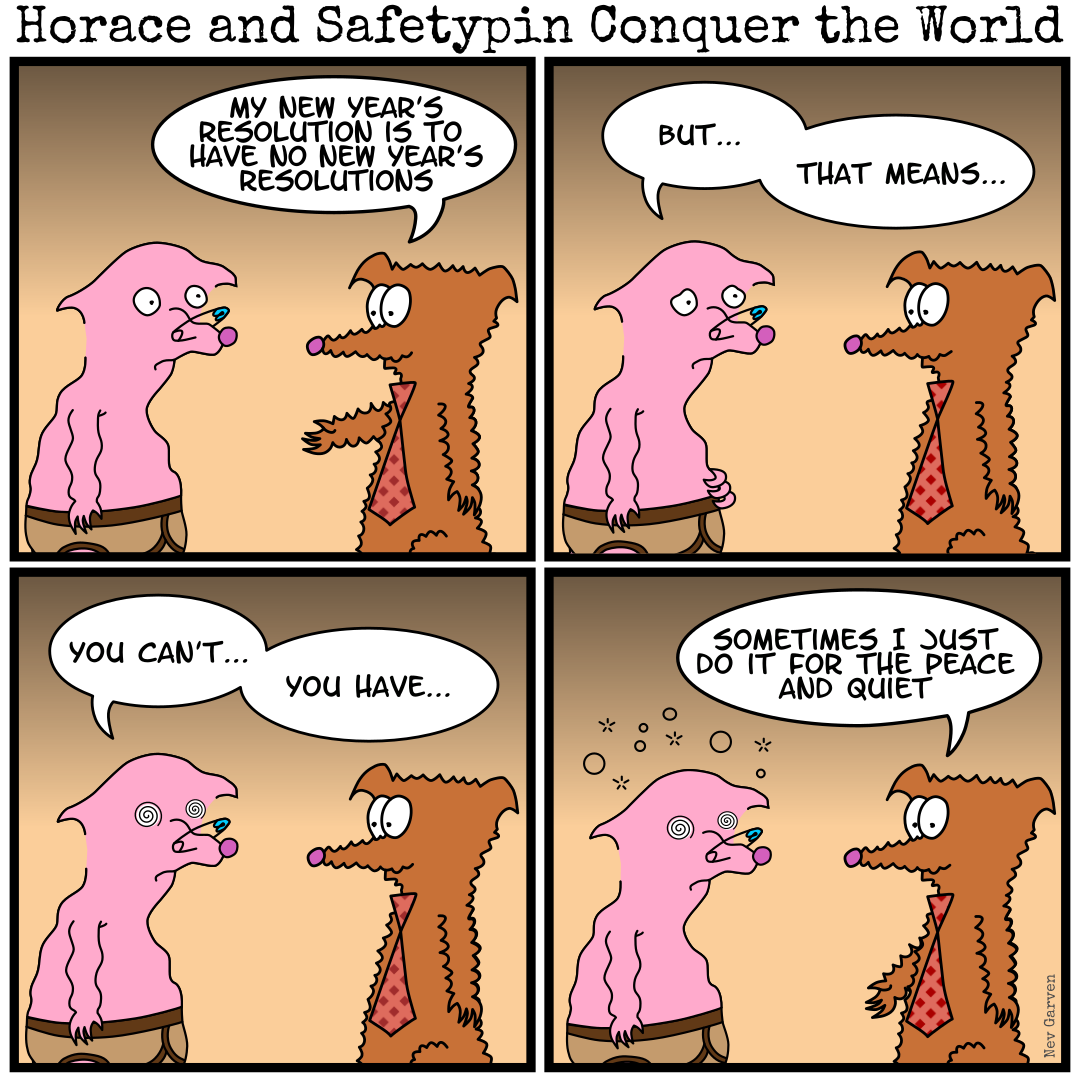 Horace and Safetypin Conquer the World
MY NEW YEAR'S
RESOLUTION IS TO
HAVE NO NEW YEAR'S
RESOLUTIONS
BUT...
THAT MEANS...
YOU CAN'T...
YOU HAVE...
SOMETIMES I JUST
DO IT FOR THE PEACE
AND QUIET
Nev Garven